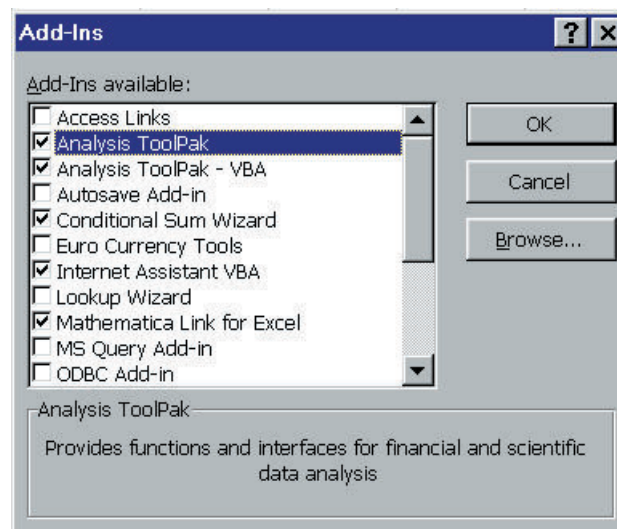 Add-Ins
Add-Ins available:
Access Links
Analysis ToolPak
Analysis ToolPak - VBA
Autosave Add-in
Conditional Sum Wizard
Euro Currency Tools
Internet Assistant VBA
Lookup Wizard
Mathematica Link for Excel
MS Query Add-in
ODBC Add-in
OK
Cancel
Browse...
Analysis ToolPak
Provides functions and interfaces for financial and scientific
data analysis